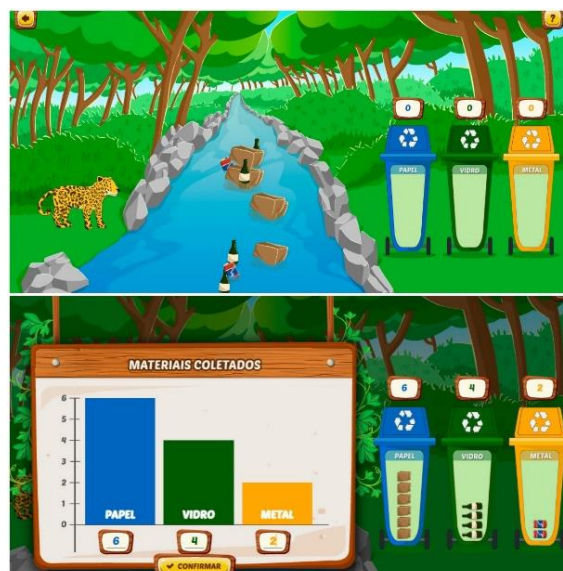 ?
0 0 0
PAPEL VIDRO METAL
MATERIAIS COLETADOS
6
5
4
3
2
1
0
PAPEL VIDRO METAL
6 4 2
CONFIRMAR
6 4 2
PAPEL VIDRO METAL